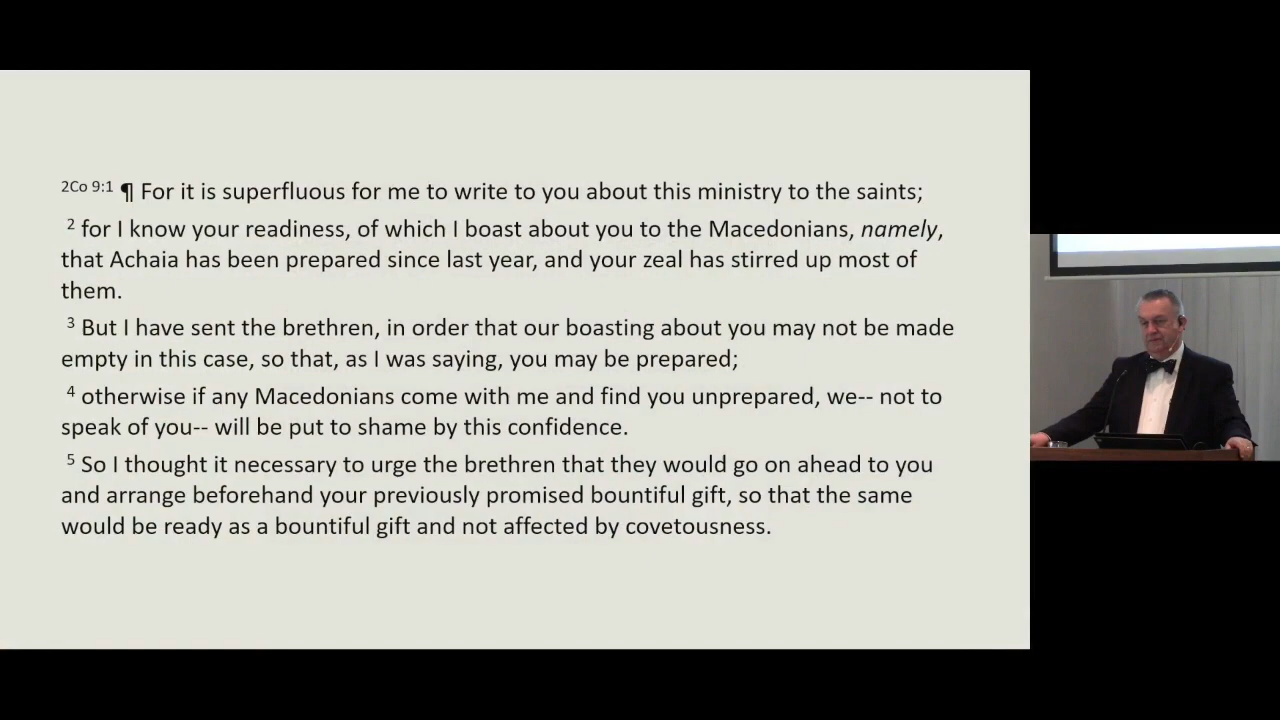 2Co 9:1 ¶ For it is superfluous for me to write to you about this ministry to the saints;
2 for I know your readiness, of which I boast about you to the Macedonians, namely,
that Achaia has been prepared since last year, and your zeal has stirred up most of
them.
3 But I have sent the brethren, in order that our boasting about you may not be made
empty in this case, so that, as I was saying, you may be prepared;
4 otherwise if any Macedonians come with me and find you unprepared, we-- not to
speak of you-- will be put to shame by this confidence.
5 So I thought it necessary to urge the brethren that they would go on ahead to you
and arrange beforehand your previously promised bountiful gift, so that the same
would be ready as a bountiful gift and not affected by covetousness.